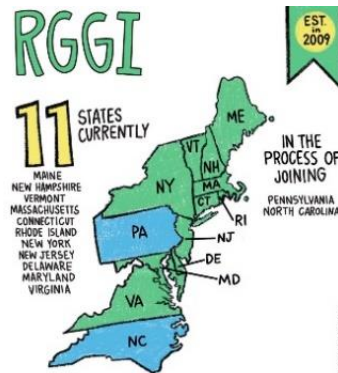 RGGI
EST.
in
2009
11 STATES
CURRENTLY
MAINE
NEW HAMPSHIRE
VERMONT
MASSACHUSETTS
CONNECTICUT
RHODE ISLAND
NEW YORK
NEW JERSEY
DELAWARE
MARYLAND
VIRGINIA
IN THE
PROCESS OF
JOINING
PENNSYLVANIA
NORTH CAROLINA
ME
VT
NH
NY
MA
CT
RI
PA
NJ
DE
MD
VA
NC